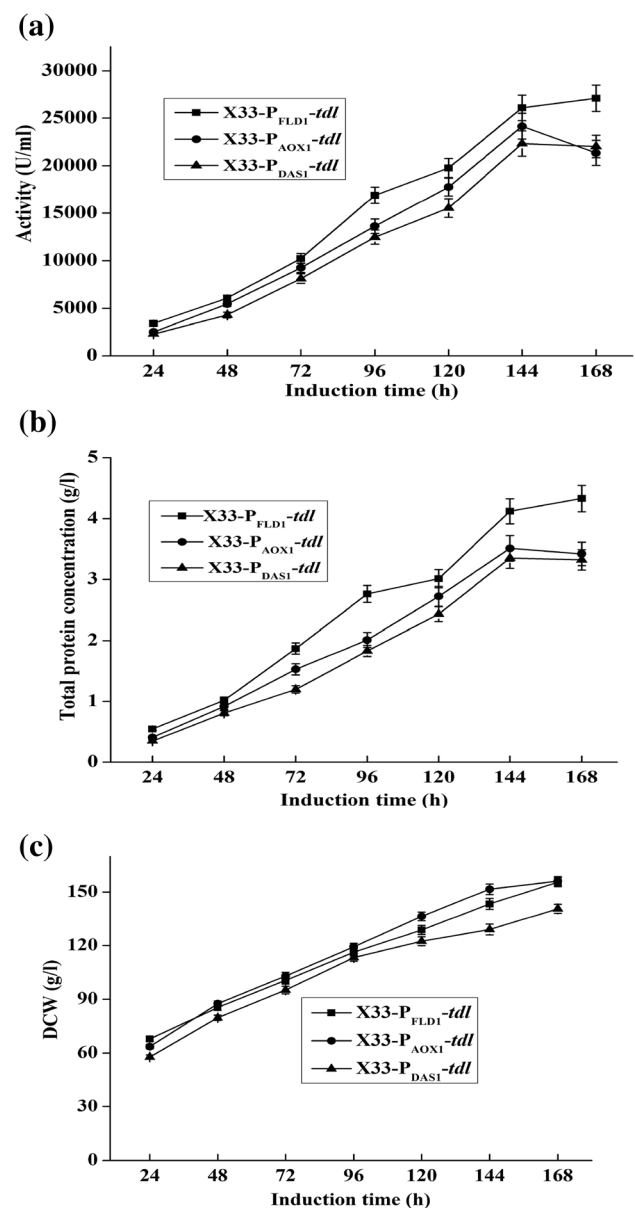 (a)
30000
25000
20000
15000
10000
5000
0
Activity (U/ml)
X33-PFLD1-tdl
X33-PAOX1-tdl
X33-PDAS1-tdl
24 48 72 96 120 144 168
Induction time (h)
(b)
5
4
3
2
1
0
Total protein concentration (g/l)
X33-PFLD1-tdl
X33-PAOX1-tdl
X33-PDAS1-tdl
24 48 72 96 120 144 168
Induction time (h)
(c)
150
120
90
60
30
0
DCW (g/l)
X33-PFLD1-tdl
X33-PAOX1-tdl
X33-PDAS1-tdl
24 48 72 96 120 144 168
Induction time (h)